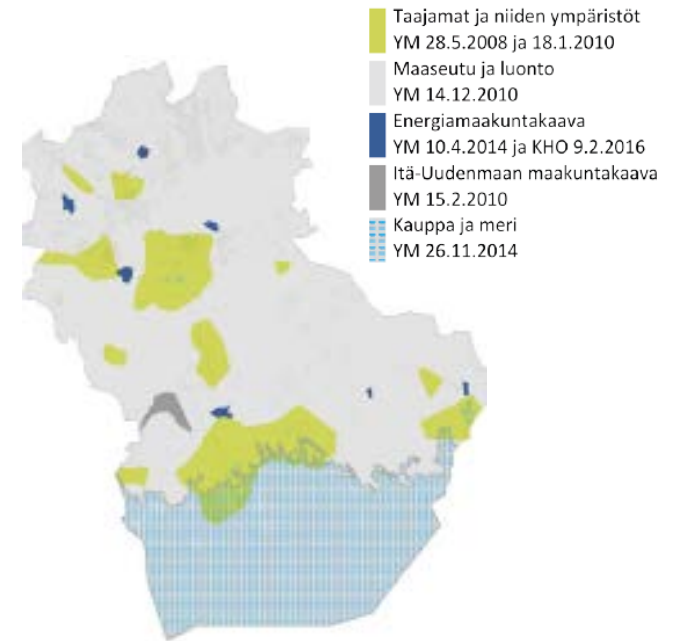 Taajamat ja niiden ympäristöt
YM 28.5.2008 ja 18.1.2010
Maaseutu ja luonto
YM 14.12.2010
Energiamaakuntakaava
YM 10.4.2014 ja KHO 9.2.2016
Itä-Uudenmaan maakuntakaava
YM 15.2.2010
Kauppa ja meri
YM 26.11.2014